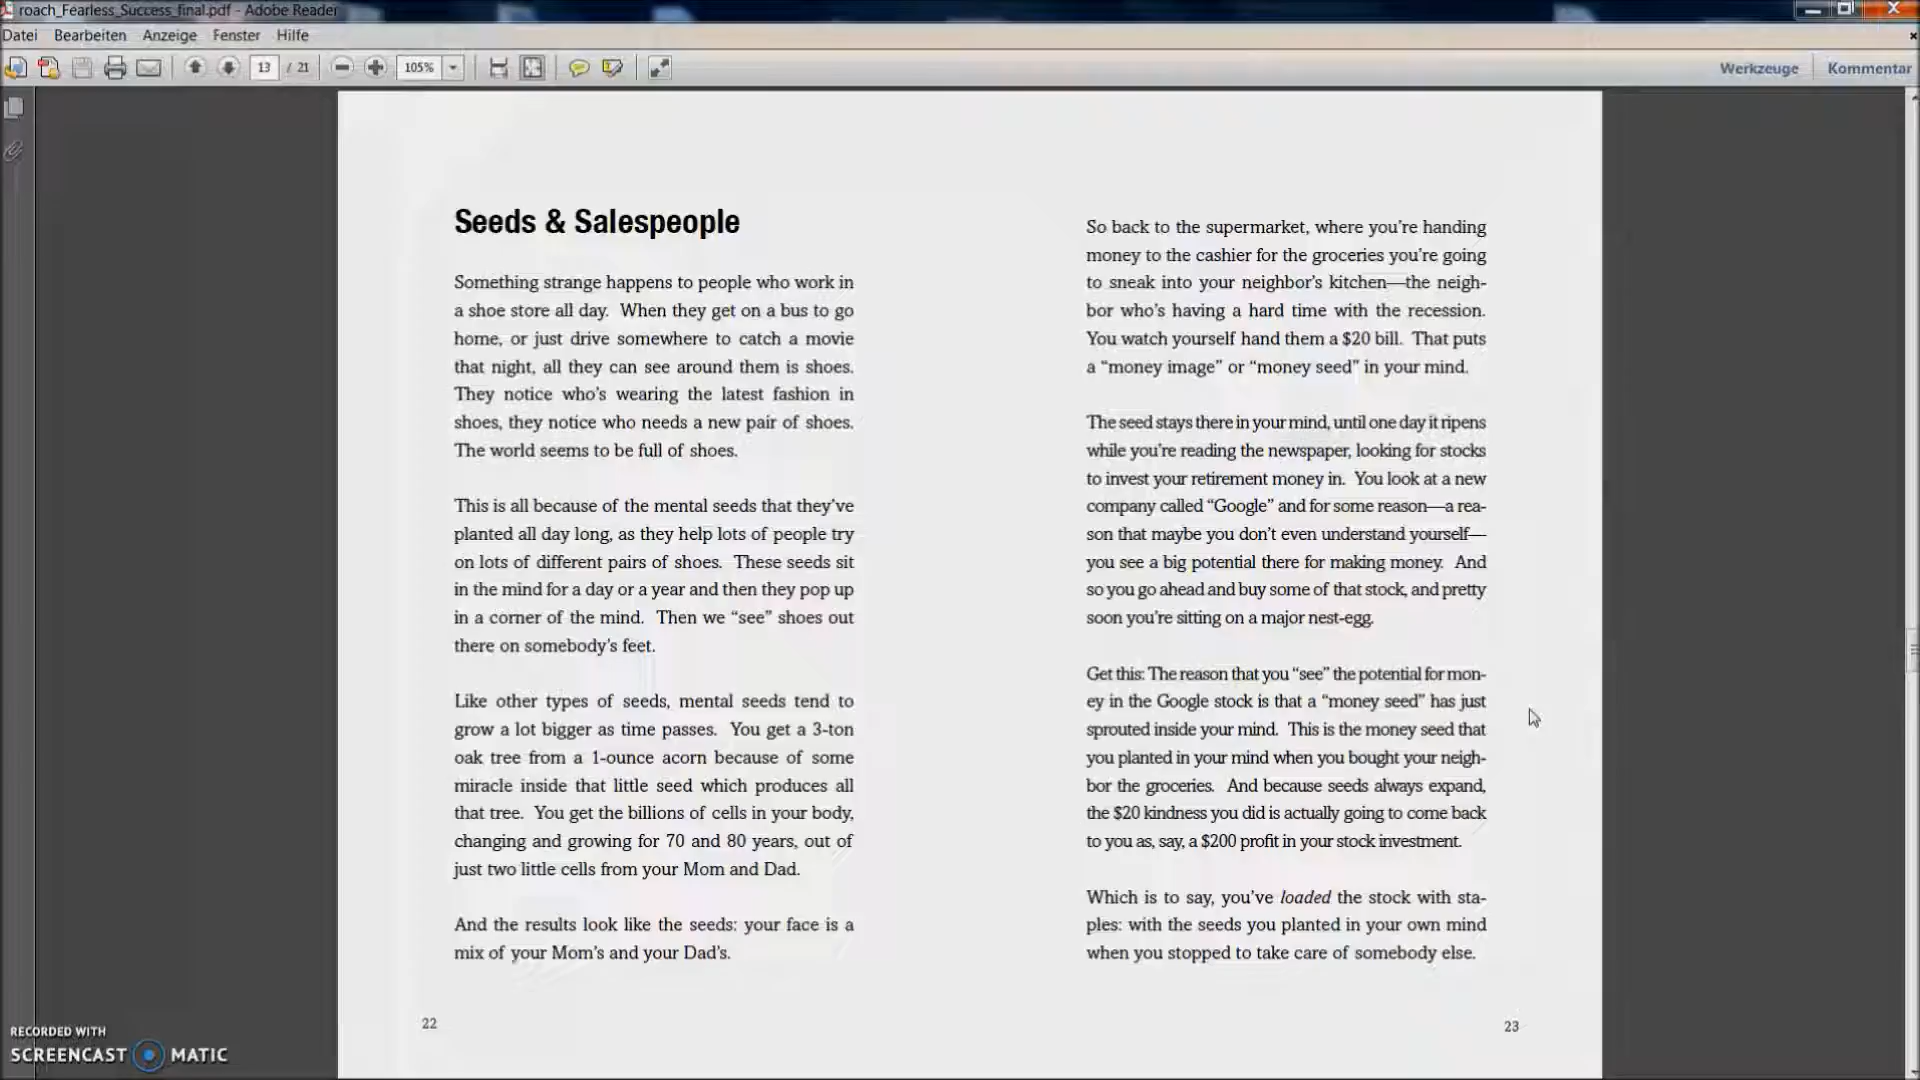 roach_Fearless_Success_final.pdf - Adobe Reader
Datei Bearbeiten Anzeige Fenster Hilfe
13 / 21 105% Werkzeuge Kommentar
Seeds & Salespeople
Something strange happens to people who work in
a shoe store all day. When they get on a bus to go
home, or just drive somewhere to catch a movie
that night, all they can see around them is shoes.
They notice who's wearing the latest fashion in
shoes, they notice who needs a new pair of shoes.
The world seems to be full of shoes.
This is all because of the mental seeds that they've
planted all day long, as they help lots of people try
on lots of different pairs of shoes. These seeds sit
in the mind for a day or a year and then they pop up
in a corner of the mind. Then we “see” shoes out
there on somebody's feet.
Like other types of seeds, mental seeds tend to
grow a lot bigger as time passes. You get a 3-ton
oak tree from a 1-ounce acorn because of some
miracle inside that little seed which produces all
that tree. You get the billions of cells in your body,
changing and growing for 70 and 80 years, out of
just two little cells from your Mom and Dad.
And the results look like the seeds: your face is a
mix of your Mom's and your Dad's.
22
So back to the supermarket, where you're handing
money to the cashier for the groceries you're going
to sneak into your neighbor's kitchen—the neigh-
bor who's having a hard time with the recession.
You watch yourself hand them a $20 bill. That puts
a “money image” or “money seed” in your mind.
The seed stays there in your mind, until one day it ripens
while you're reading the newspaper, looking for stocks
to invest your retirement money in. You look at a new
company called “Google” and for some reason—a rea-
son that maybe you don't even understand yourself—
you see a big potential there for making money. And
so you go ahead and buy some of that stock, and pretty
soon you're sitting on a major nest-egg.
Get this: The reason that you “see” the potential for mon-
ey in the Google stock is that a “money seed” has just
sprouted inside your mind. This is the money seed that
you planted in your mind when you bought your neigh-
bor the groceries. And because seeds always expand,
the $20 kindness you did is actually going to come back
to you as, say, a $200 profit in your stock investment.
Which is to say, you've loaded the stock with sta-
ples: with the seeds you planted in your own mind
when you stopped to take care of somebody else.
23
RECORDED WITH
SCREENCAST MATIC